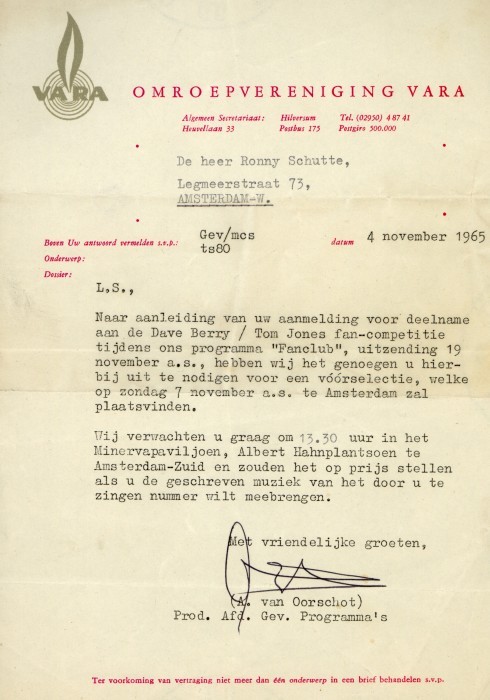 VARA
OMROEPVERENIGING VARA
Algemeen Secretariaat: Hilversum Tel. (02950) 4 87 41
Heuvellaan 33 Postbus 175 Postgiro 500.000
De heer Ronny Schutte,
Legmeerstraat 73,
AMSTERDAM-W.
Boven Uw antwoord vermelden s.v.p.: Gev/mcs datum 4 november 1965
ts80
Onderwerp:
Dossier:
L.S.,
Naar aanleiding van uw aanmelding voor deelname
aan de Dave Berry / Tom Jones fan-competitie
tijdens ons programma "Fanclub", uitzending 19
november a.s., hebben wij het genoegen u hier-
bij uit te nodigen voor een vóórselectie, welke
op zondag 7 november a.s. te Amsterdam zal
plaatsvinden.
Wij verwachten u graag om 13.30 uur in het
Minervapaviljoen, Albert Hahnplantsoen te
Amsterdam-Zuid en zouden het op prijs stellen
als u de geschreven muziek van het door u te
zingen nummer wilt meebrengen.
Met vriendelijke groeten,
(A. van Oorschot)
Prod. Afd. Gev. Programma's
Ter voorkoming van vertraging niet meer dan één onderwerp in een brief behandelen s.v.p.